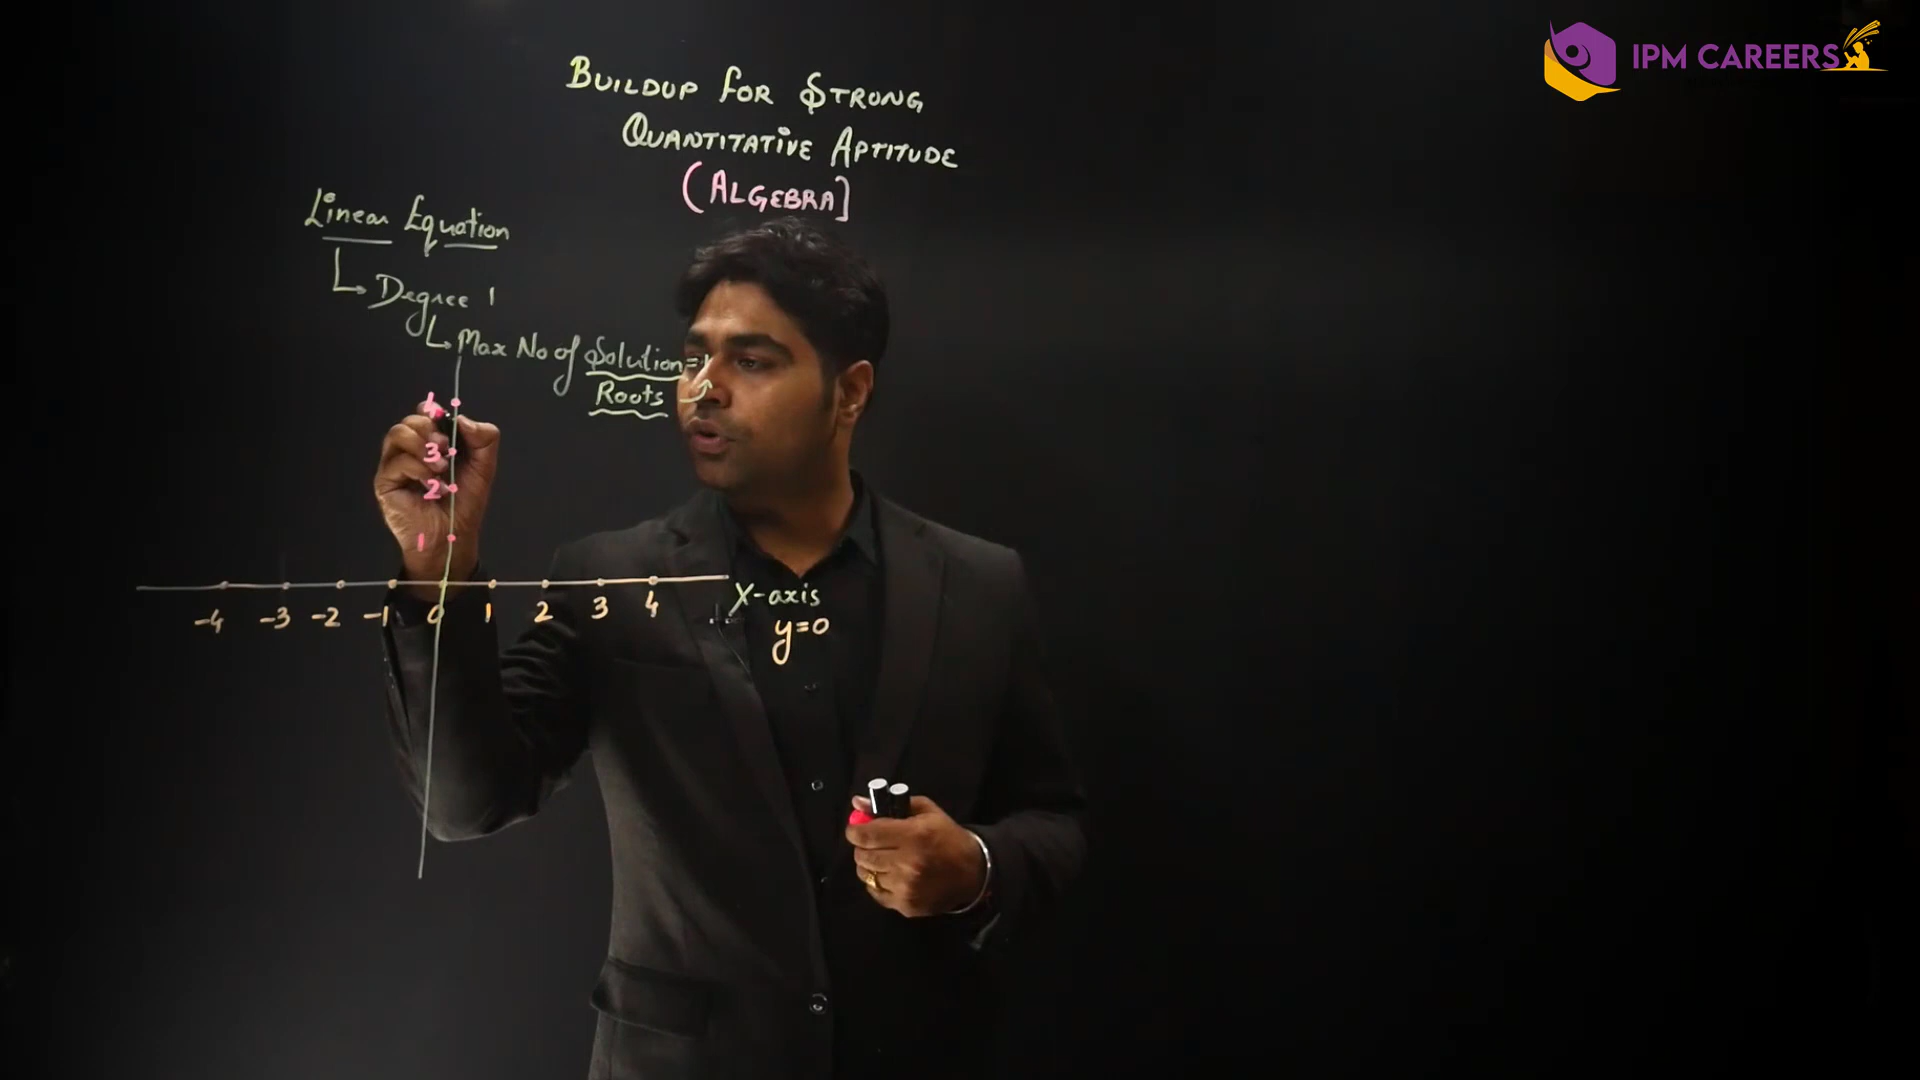 IPM CAREERS
BUILDUP FOR STRONG
QUANTITATIVE APTITUDE
(ALGEBRA]
Linear Equation
Degree 1
Max No of Solution = 1
Roots
4
3
2
1
-4 -3 -2 -1 0 1 2 3 4
X-axis
y=0